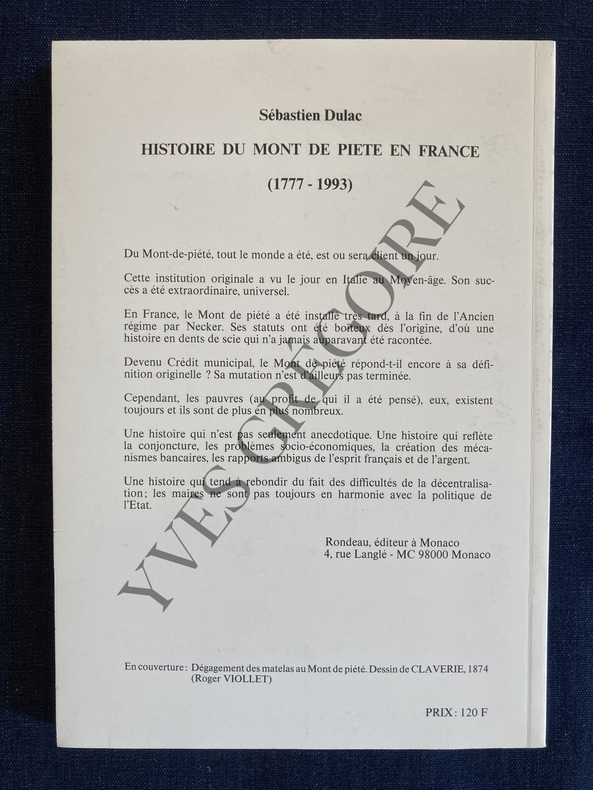 Sébastien Dulac
HISTOIRE DU MONT DE PIETE EN FRANCE
(1777 - 1993)
Du Mont-de-piété, tout le monde a été, est ou sera client un jour.
Cette institution originale a vu le jour en Italie au Moyen-âge. Son suc-
cès a été extraordinaire, universel.
En France, le Mont de piété a été installé très tard, à la fin de l'Ancien
régime par Necker. Ses statuts ont été boiteux dès l'origine, d'où une
histoire en dents de scie qui n'a jamais auparavant été racontée.
Devenu Crédit municipal, le Mont de piété répond-t-il encore à sa défi-
nition originelle ? Sa mutation n'est d'ailleurs pas terminée.
Cependant, les pauvres (au profit de qui il a été pensé), eux, existent
toujours et ils sont de plus en plus nombreux.
Une histoire qui n'est pas seulement anecdotique. Une histoire qui reflète
la conjoncture, les problèmes socio-économiques, la création des méca-
nismes bancaires, les rapports ambigus de l'esprit français et de l'argent.
Une histoire qui tend à rebondir du fait des difficultés de la décentralisa-
tion; les maires ne sont pas toujours en harmonie avec la politique de
l'Etat.
Rondeau, éditeur à Monaco
4, rue Langlé - MC 98000 Monaco
En couverture : Dégagement des matelas au Mont de piété. Dessin de CLAVERIE, 1874
(Roger VIOLLET)
PRIX : 120 F
YVES GRÉGOIRE